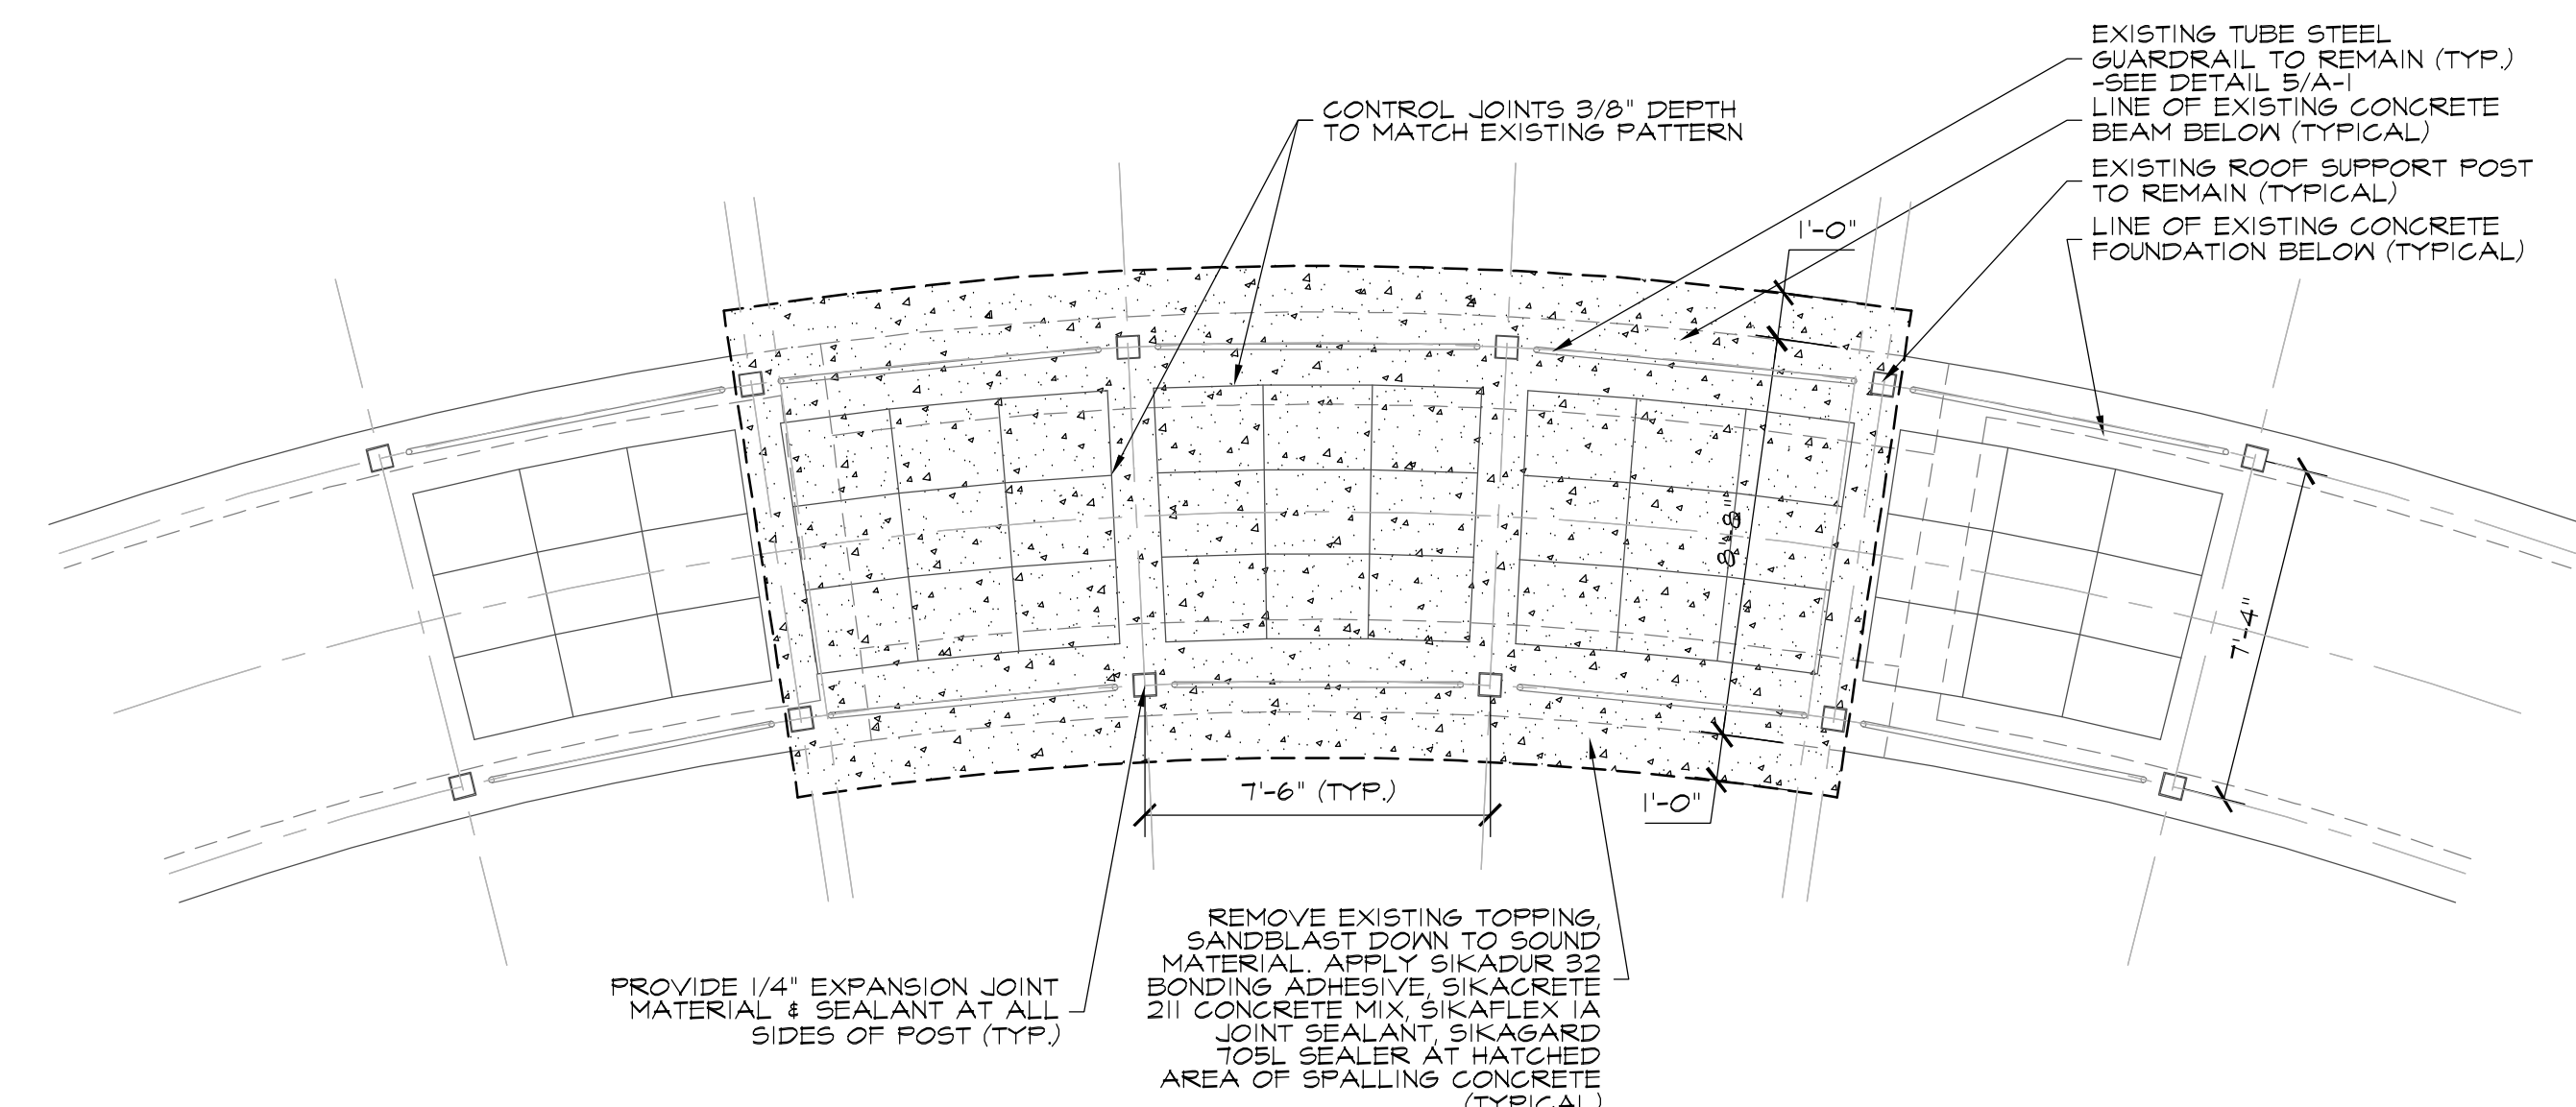 EXISTING TUBE STEEL
GUARDRAIL TO REMAIN (TYP.)
-SEE DETAIL 5/A-1
LINE OF EXISTING CONCRETE
BEAM BELOW (TYPICAL)
EXISTING ROOF SUPPORT POST
TO REMAIN (TYPICAL)
LINE OF EXISTING CONCRETE
FOUNDATION BELOW (TYPICAL)
CONTROL JOINTS 3/8" DEPTH
TO MATCH EXISTING PATTERN
1'-0"
8'-8"
7'-4"
7'-6" (TYP.)
1'-0"
PROVIDE 1/4" EXPANSION JOINT
MATERIAL & SEALANT AT ALL
SIDES OF POST (TYP.)
REMOVE EXISTING TOPPING,
SANDBLAST DOWN TO SOUND
MATERIAL. APPLY SIKADUR 32
BONDING ADHESIVE, SIKACRETE
211 CONCRETE MIX, SIKAFLEX 1A
JOINT SEALANT, SIKAGARD
705L SEALER AT HATCHED
AREA OF SPALLING CONCRETE
(TYPICAL)